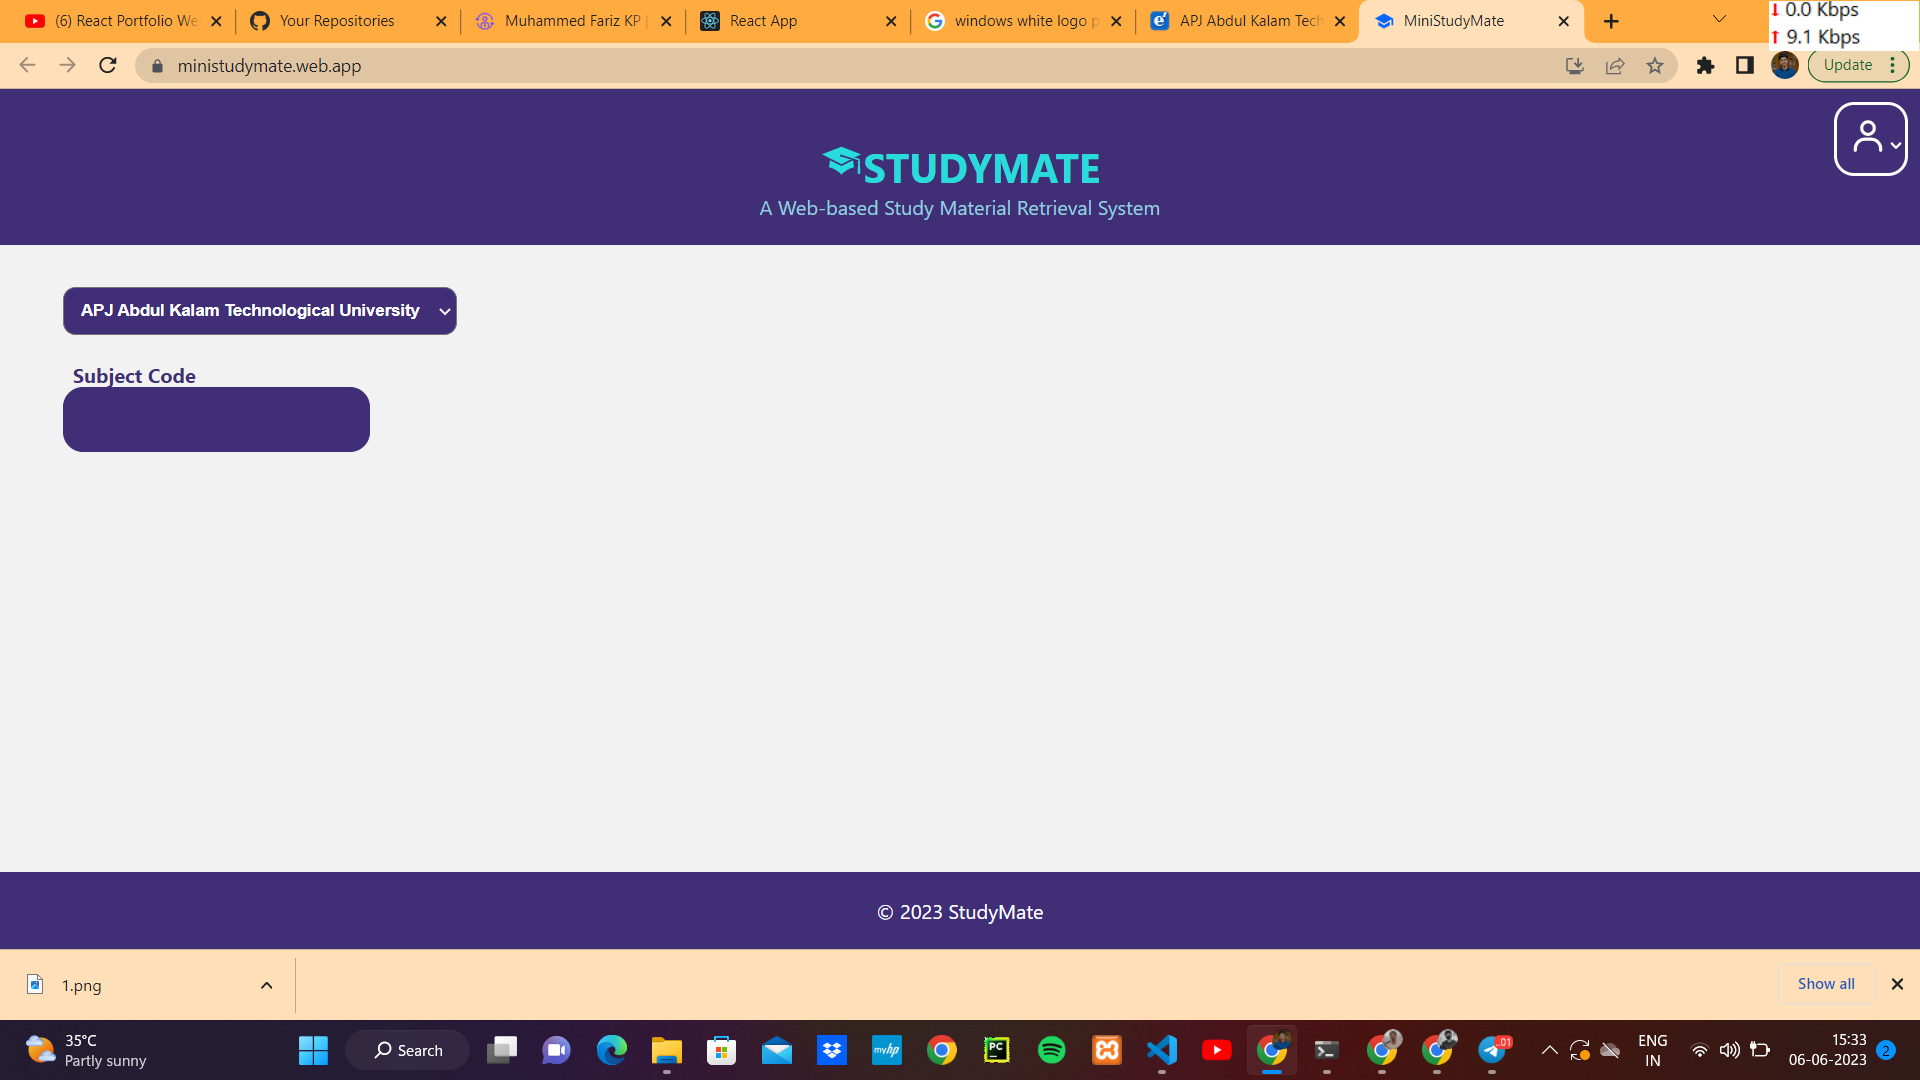 (6) React Portfolio We
Your Repositories
Muhammed Fariz KP |
React App
windows white logo p
APJ Abdul Kalam Tech
MiniStudyMate
0.0 Kbps
9.1 Kbps
ministudymate.web.app
Update
STUDYMATE
A Web-based Study Material Retrieval System
APJ Abdul Kalam Technological University
Subject Code
© 2023 StudyMate
1.png
Show all
35°C
Partly sunny
Search
myhp
PC
.01
ENG
IN
15:33
06-06-2023
2